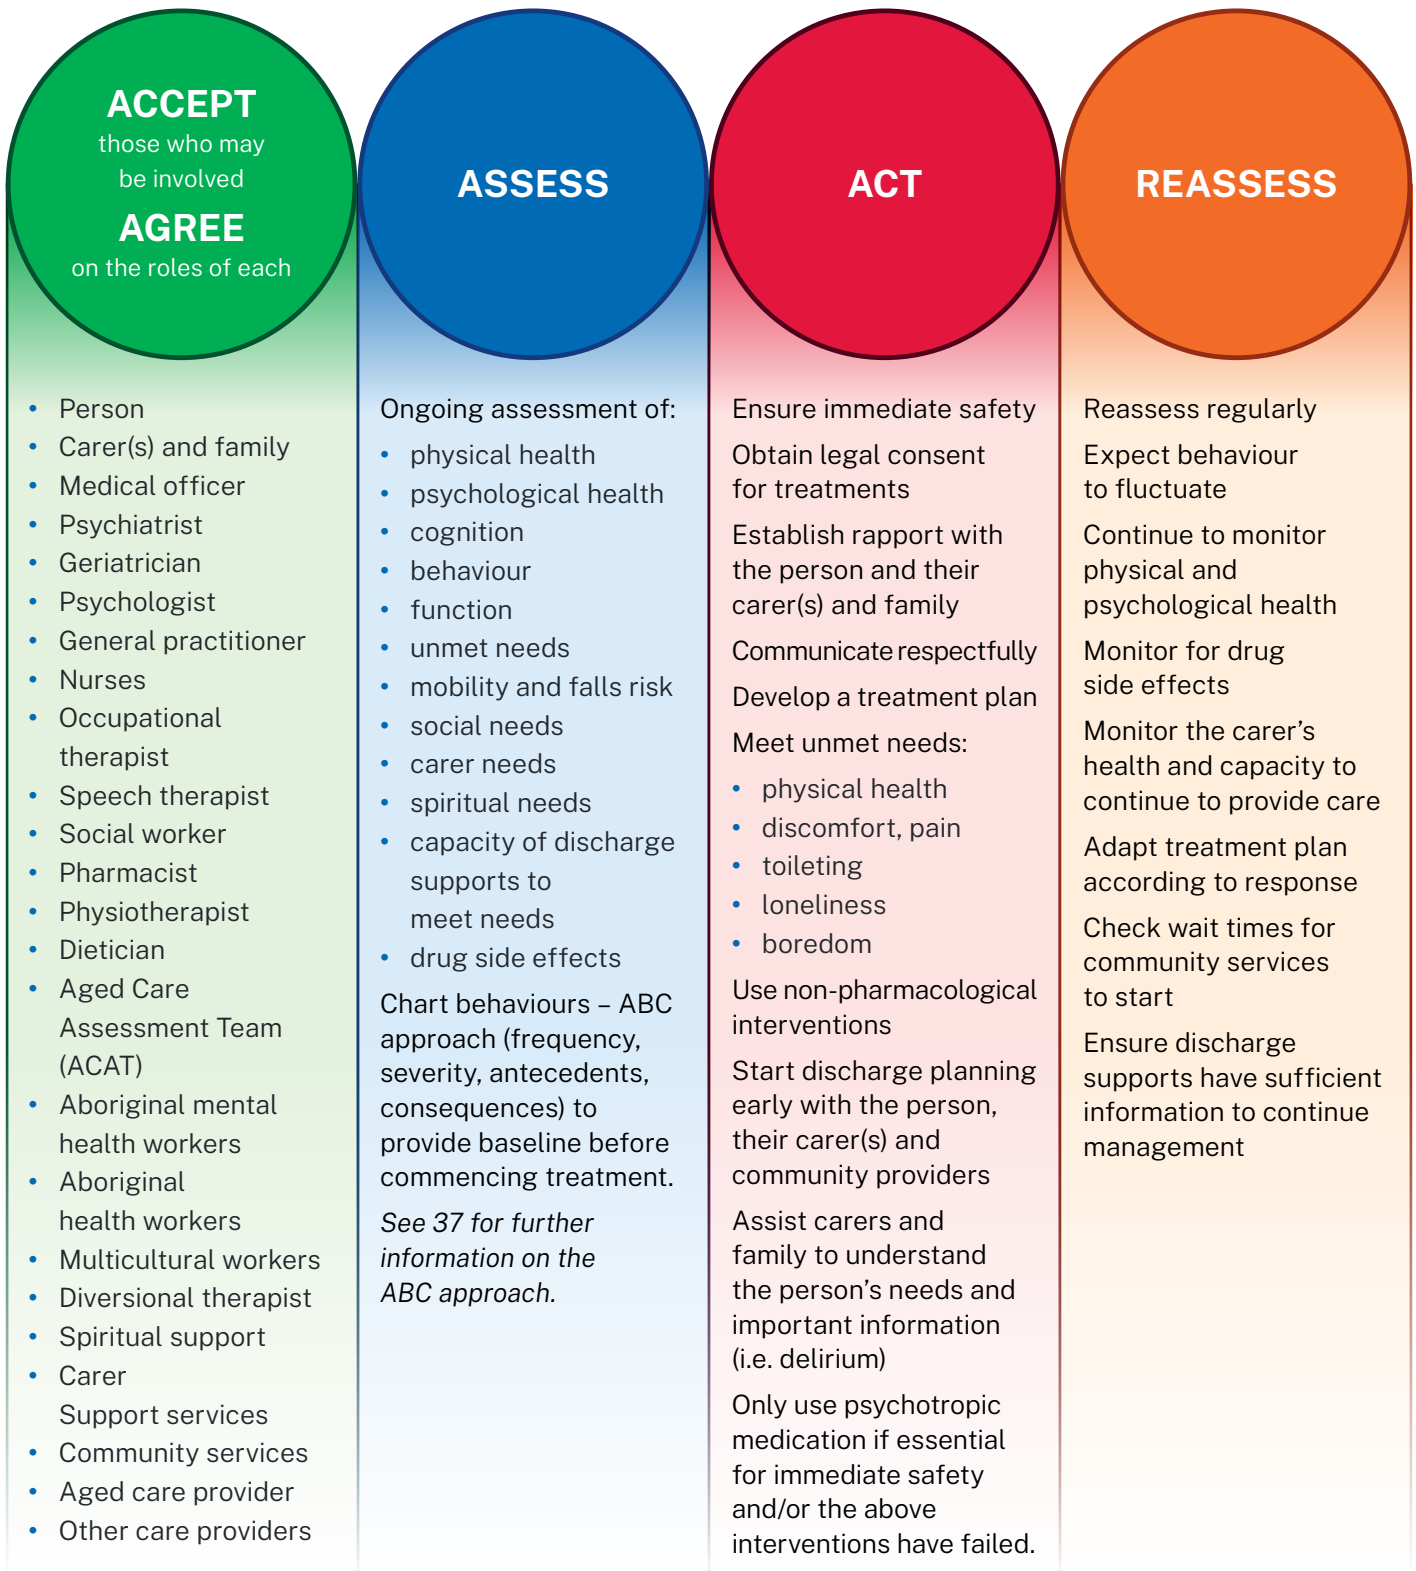 ACCEPT
those who may
be involved
AGREE
on the roles of each
• Person
• Carer(s) and family
• Medical officer
• Psychiatrist
• Geriatrician
• Psychologist
• General practitioner
• Nurses
• Occupational
therapist
• Speech therapist
• Social worker
• Pharmacist
• Physiotherapist
• Dietician
• Aged Care
Assessment Team
(ACAT)
• Aboriginal mental
health workers
• Aboriginal
health workers
• Multicultural workers
• Diversional therapist
• Spiritual support
• Carer
Support services
• Community services
• Aged care provider
• Other care providers
ASSESS
Ongoing assessment of:
• physical health
• psychological health
• cognition
• behaviour
• function
• unmet needs
• mobility and falls risk
• social needs
• carer needs
• spiritual needs
• capacity of discharge
supports to
meet needs
• drug side effects
Chart behaviours – ABC
approach (frequency,
severity, antecedents,
consequences) to
provide baseline before
commencing treatment.
See 37 for further
information on the
ABC approach.
ACT
Ensure immediate safety
Obtain legal consent
for treatments
Establish rapport with
the person and their
carer(s) and family
Communicate respectfully
Develop a treatment plan
Meet unmet needs:
• physical health
• discomfort, pain
• toileting
• loneliness
• boredom
Use non-pharmacological
interventions
Start discharge planning
early with the person,
their carer(s) and
community providers
Assist carers and
family to understand
the person’s needs and
important information
(i.e. delirium)
Only use psychotropic
medication if essential
for immediate safety
and/or the above
interventions have failed.
REASSESS
Reassess regularly
Expect behaviour
to fluctuate
Continue to monitor
physical and
psychological health
Monitor for drug
side effects
Monitor the carer’s
health and capacity to
continue to provide care
Adapt treatment plan
according to response
Check wait times for
community services
to start
Ensure discharge
supports have sufficient
information to continue
management